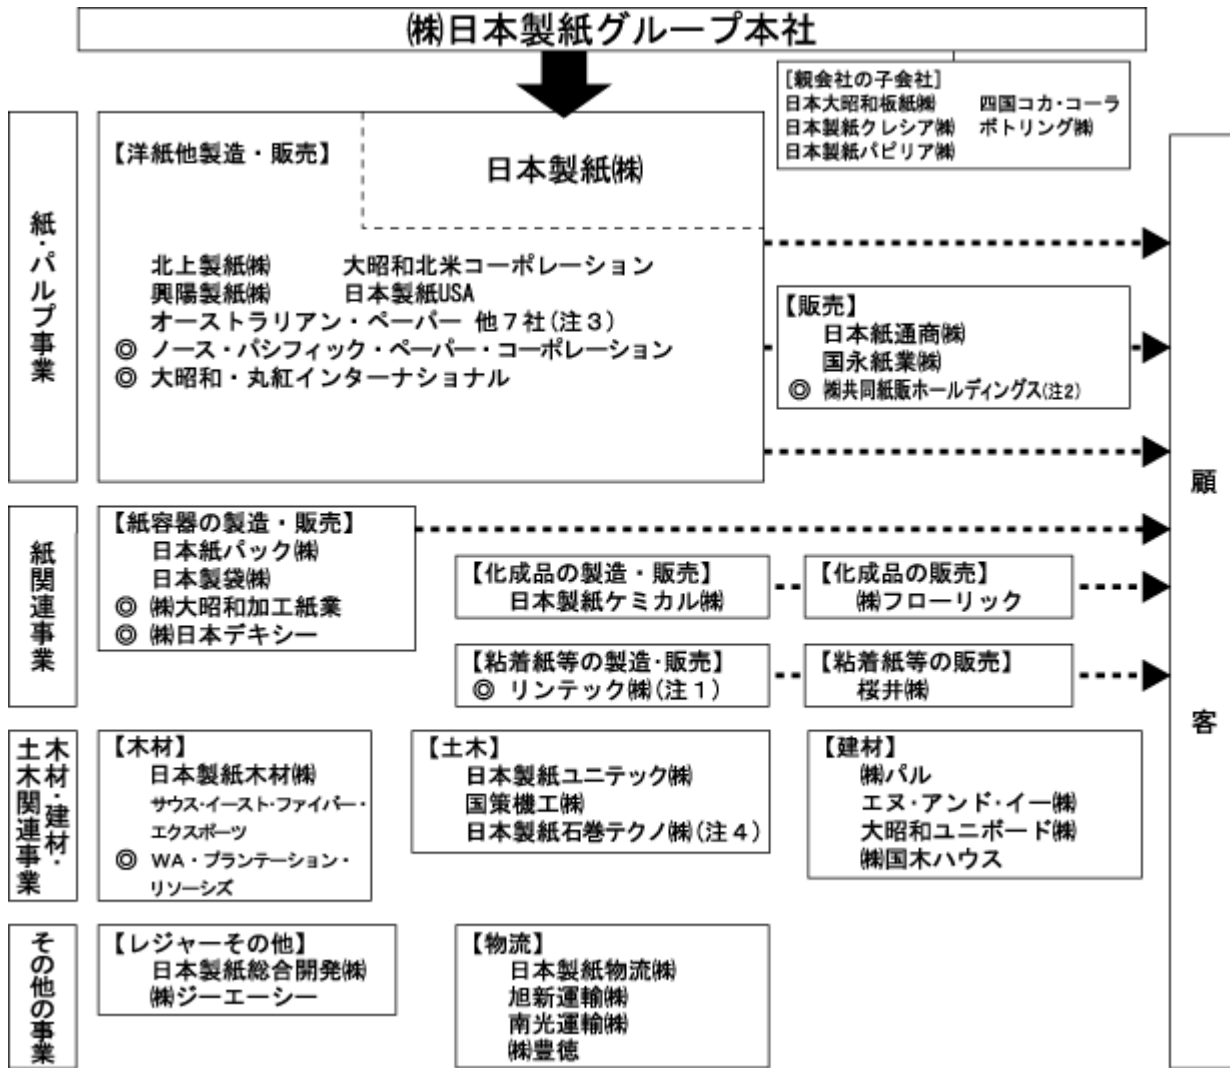 ㈱日本製紙グループ本社
[親会社の子会社]
日本大昭和板紙㈱　四国コカ・コーラ
日本製紙クレシア㈱　ボトリング㈱
日本製紙パピリア㈱
紙・パルプ事業
【洋紙他製造・販売】
日本製紙㈱
北上製紙㈱　大昭和北米コーポレーション
興陽製紙㈱　日本製紙USA
オーストラリアン・ペーパー 他７社(注３)
◎ ノース・パシフィック・ペーパー・コーポレーション
◎ 大昭和・丸紅インターナショナル
【販売】
日本紙通商㈱
国永紙業㈱
◎ ㈱共同紙販ホールディングス(注2)
顧客
紙関連事業
【紙容器の製造・販売】
日本紙パック㈱
日本製袋㈱
◎ ㈱大昭和加工紙業
◎ ㈱日本デキシー
【化成品の製造・販売】
日本製紙ケミカル㈱
【化成品の販売】
㈱フローリック
【粘着紙等の製造・販売】
◎ リンテック㈱(注１)
【粘着紙等の販売】
桜井㈱
木材・建材・
土木関連事業
【木材】
日本製紙木材㈱
サウス・イースト・ファイバー・
エクスポーツ
◎ WA・プランテーション・
リソーシズ
【土木】
日本製紙ユニテック㈱
国策機工㈱
日本製紙石巻テクノ㈱(注４)
【建材】
㈱パル
エヌ・アンド・イー㈱
大昭和ユニボード㈱
㈱国木ハウス
その他の事業
【レジャーその他】
日本製紙総合開発㈱
㈱ジーエーシー
【物流】
日本製紙物流㈱
旭新運輸㈱
南光運輸㈱
㈱豊徳